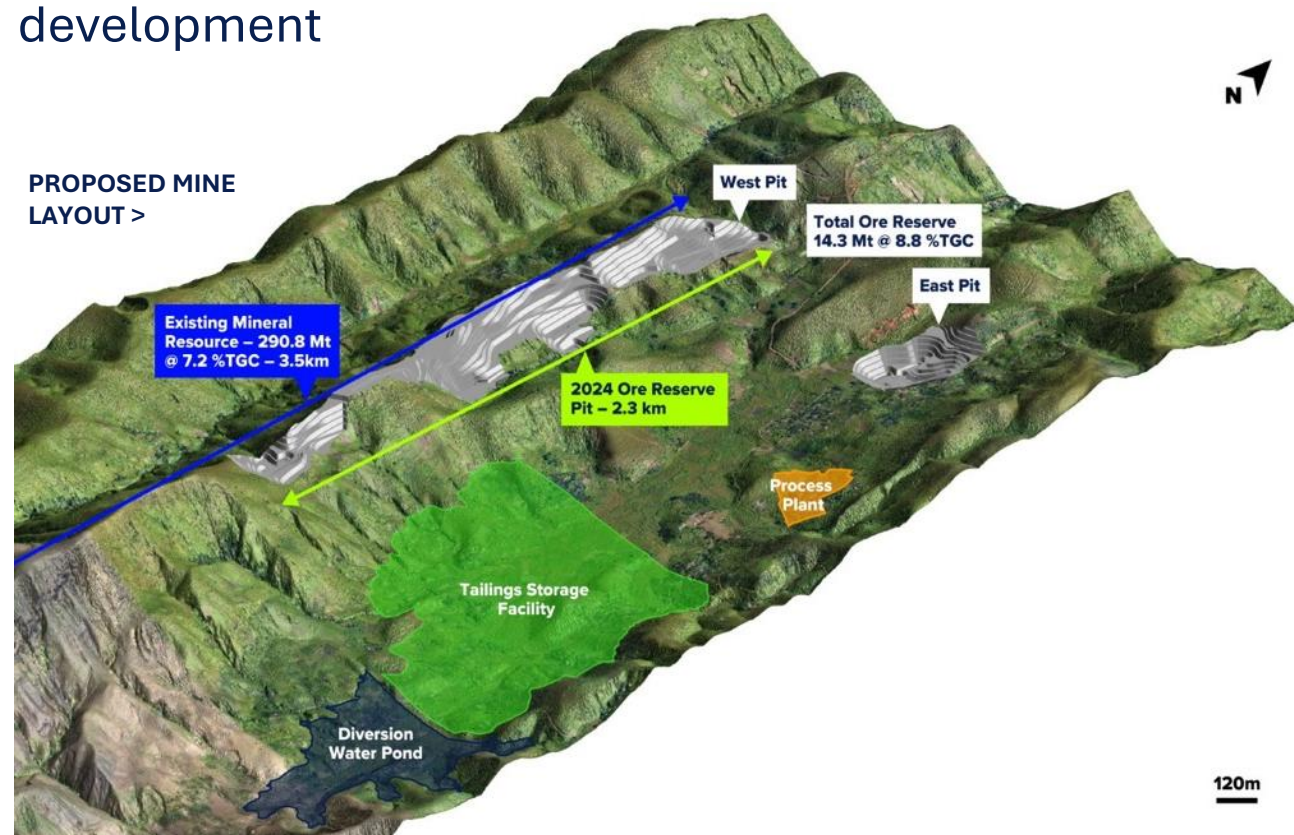 development
N
PROPOSED MINE
LAYOUT >
West Pit
Total Ore Reserve
14.3 Mt @ 8.8 %TGC
East Pit
Existing Mineral
Resource – 290.8 Mt
@ 7.2 %TGC – 3.5km
2024 Ore Reserve
Pit – 2.3 km
Process
Plant
Tailings Storage
Facility
Diversion
Water Pond
120m